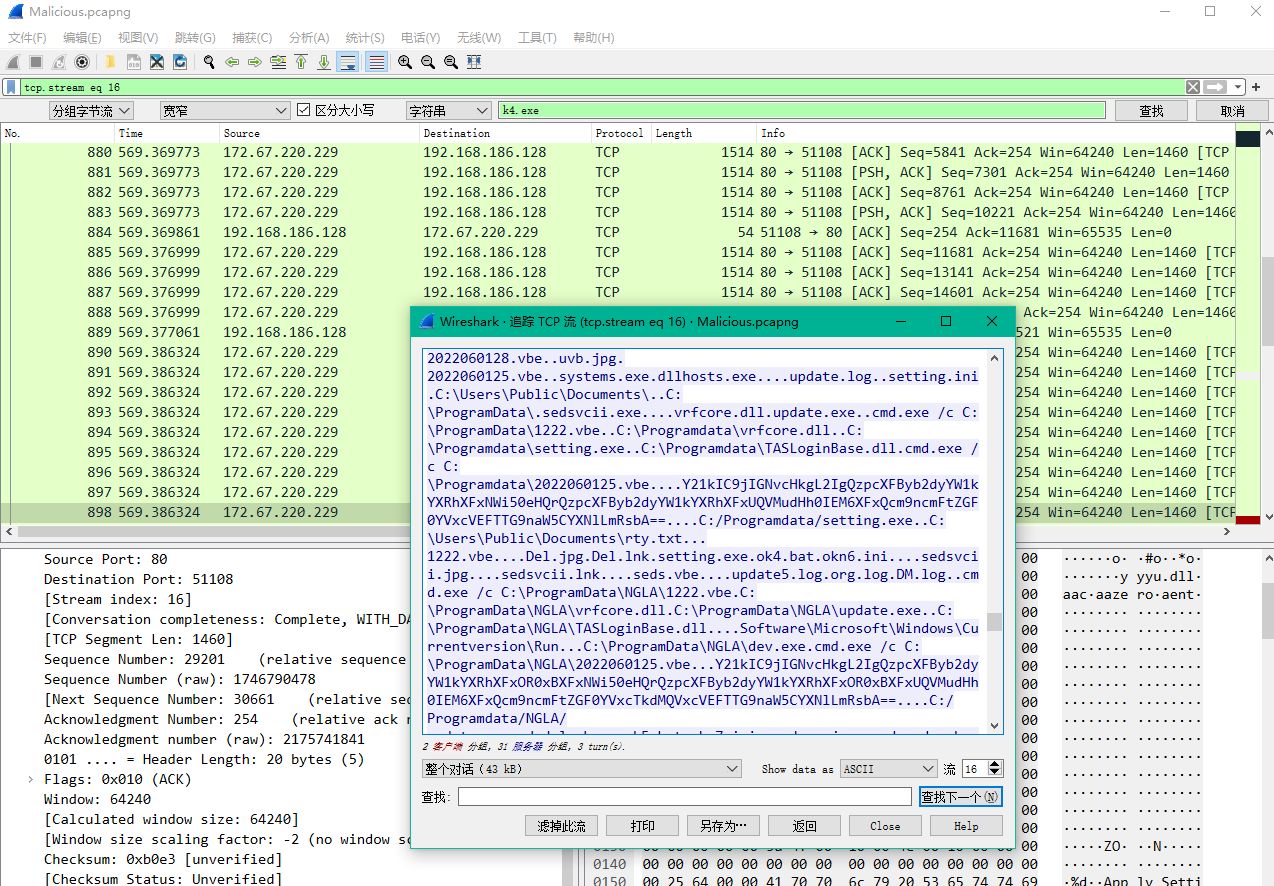 Malicious.pcapng
文件(F) 编辑(E) 视图(V) 跳转(G) 捕获(C) 分析(A) 统计(S) 电话(Y) 无线(W) 工具(T) 帮助(H)
tcp.stream eq 16
分组字节流 宽窄 区分大小写 字符串 k4.exe 查找 取消
No. Time Source Destination Protocol Length Info
880 569.369773 172.67.220.229 192.168.186.128 TCP 1514 80 → 51108 [ACK] Seq=5841 Ack=254 Win=64240 Len=1460 [TCP
881 569.369773 172.67.220.229 192.168.186.128 TCP 1514 80 → 51108 [PSH, ACK] Seq=7301 Ack=254 Win=64240 Len=1460
882 569.369773 172.67.220.229 192.168.186.128 TCP 1514 80 → 51108 [ACK] Seq=8761 Ack=254 Win=64240 Len=1460 [TCP
883 569.369773 172.67.220.229 192.168.186.128 TCP 1514 80 → 51108 [PSH, ACK] Seq=10221 Ack=254 Win=64240 Len=1460
884 569.369861 192.168.186.128 172.67.220.229 54 51108 → 80 [ACK] Seq=254 Ack=11681 Win=65535 Len=0
885 569.376999 172.67.220.229 192.168.186.128 TCP 1514 80 → 51108 [ACK] Seq=11681 Ack=254 Win=64240 Len=1460 [TCP
886 569.376999 172.67.220.229 192.168.186.128 TCP 1514 80 → 51108 [ACK] Seq=13141 Ack=254 Win=64240 Len=1460 [TCP
887 569.376999 172.67.220.229 192.168.186.128 TCP 1514 80 → 51108 [ACK] Seq=14601 Ack=254 Win=64240 Len=1460 [TCP
888 569.376999 172.67.220.229 254 Win=64240 Len=1460 [TCP
889 569.377061 192.168.186.128 521 Win=65535 Len=0
890 569.386324 172.67.220.229 254 Win=64240 Len=1460 [TCP
891 569.386324 172.67.220.229 254 Win=64240 Len=1460 [TCP
892 569.386324 172.67.220.229 254 Win=64240 Len=1460 [TCP
893 569.386324 172.67.220.229 254 Win=64240 Len=1460 [TCP
894 569.386324 172.67.220.229 254 Win=64240 Len=1460 [TCP
895 569.386324 172.67.220.229 254 Win=64240 Len=1460 [TCP
896 569.386324 172.67.220.229 254 Win=64240 Len=1460 [TCP
897 569.386324 172.67.220.229 254 Win=64240 Len=1460 [TCP
898 569.386324 172.67.220.229 254 Win=64240 Len=1460 [TCP
Source Port: 80
Destination Port: 51108
[Stream index: 16]
[Conversation completeness: Complete, WITH_DA
[TCP Segment Len: 1460]
Sequence Number: 29201 (relative sequence
Sequence Number (raw): 1746790478
[Next Sequence Number: 30661 (relative seq
Acknowledgment Number: 254 (relative ack n
Acknowledgment number (raw): 2175741841
0101 .... = Header Length: 20 bytes (5)
Flags: 0x010 (ACK)
Window: 64240
[Calculated window size: 64240]
[Window size scaling factor: -2 (no window sc
Checksum: 0xb0e3 [unverified]
[Checksum Status: Unverified]
Wireshark · 追踪 TCP 流 (tcp.stream eq 16) · Malicious.pcapng
2022060128.vbe..uvb.jpg.
2022060125.vbe..systems.exe.dllhosts.exe....update.log..setting.ini
.C:\Users\Public\Documents\..C:
\ProgramData\.sedsvcii.exe....vrfcore.dll.update.exe..cmd.exe /c C:
\ProgramData\1222.vbe..C:\Programdata\vrfcore.dll..C:
\Programdata\setting.exe..C:\Programdata\TASLoginBase.dll.cmd.exe /
c C:
\Programdata\2022060125.vbe....Y21kIC9jIGNvcHkgL2IgQzpcXFByb2dyYW1k
YXRhXFxNWi50eHQrQzpcXFByb2dyYW1kYXRhXFxUQVMudHh0IEM6XFxQcm9ncmFtZGF
0YVxcVEFTTG9naW5CYXNlLmRsbA==....C:/Programdata/setting.exe..C:
\Users\Public\Documents\rty.txt...
1222.vbe....Del.jpg.Del.lnk.setting.exe.ok4.bat.okn6.ini....sedsvci
i.jpg....sedsvcii.lnk....seds.vbe....update5.log.org.log.DM.log..cm
d.exe /c C:\ProgramData\NGLA\1222.vbe.C:
\ProgramData\NGLA\vrfcore.dll.C:\ProgramData\NGLA\update.exe..C:
\ProgramData\NGLA\TASLoginBase.dll....Software\Microsoft\Windows\Cu
rrentversion\Run...C:\ProgramData\NGLA\dev.exe.cmd.exe /c C:
\ProgramData\NGLA\2022060125.vbe...Y21kIC9jIGNvcHkgL2IgQzpcXFByb2dy
YW1kYXRhXFxOR0xBXFxNWi50eHQrQzpcXFByb2dyYW1kYXRhXFxOR0xBXFxUQVMudHh
0IEM6XFxQcm9ncmFtZGF0YVxcTkdMQVxcVEFTTG9naW5CYXNlLmRsbA==....C:/
Programdata/NGLA/
2 客户端 分组, 31 服务器 分组, 3 turn(s).
整个对话 (43 kB) Show data as ASCII 流 16
查找: 查找下一个(N)
滤掉此流 打印 另存为… 返回 Close Help
00 ······o· ·#o··*o·
00 ·······y yyu.dll·
00 aac·aaze ro·aent·
00 ········ ········
00 ········ ········
00 ········ ········
00 ········ ········
00 ········ ········
00 ········ ········
00 ········ ········
00 ········ ········
00 ········ ········
00 ········ ········
00 ········ ········
00 ········ ········
00 ········ ········
·····ZO· ··N·····
0140 00 00 00 00 00 00 00 00 00 00 00 00 00 00 00 00 ········ ········
0150 00 25 64 00 00 41 70 70 6c 79 20 53 65 74 74 69 ·%d··App ly Setti